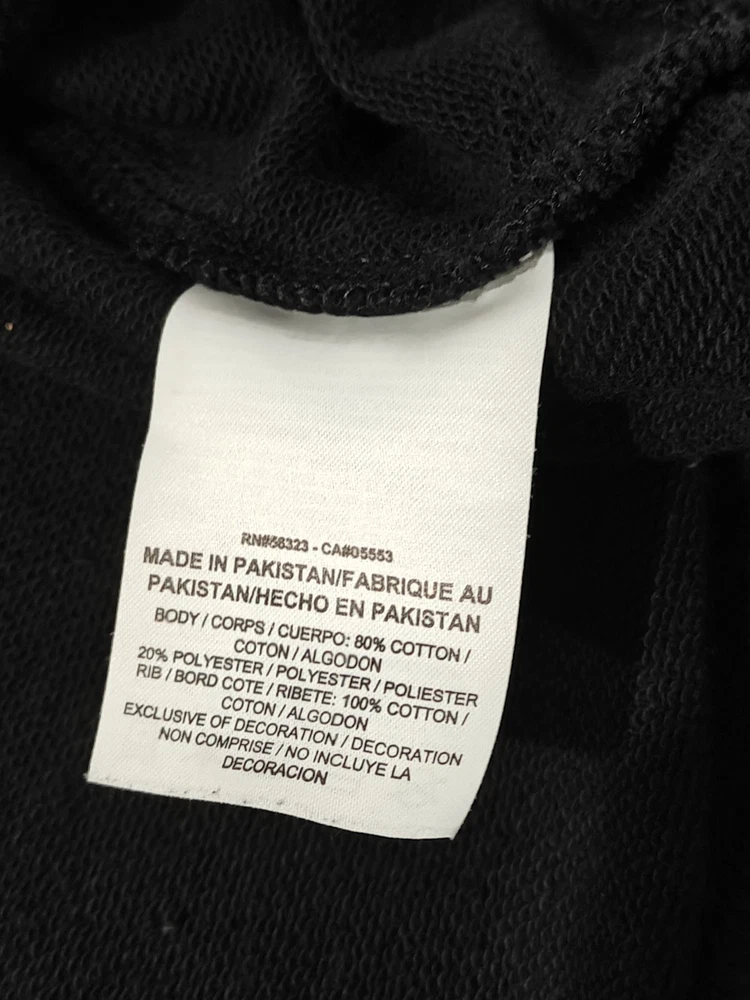 RN#56323 - CA#05553
MADE IN PAKISTAN/FABRIQUE AU
PAKISTAN/HECHO EN PAKISTAN
BODY / CORPS / CUERPO: 80% COTTON /
COTON / ALGODON
20% POLYESTER / POLYESTER / POLIESTER
RIB / BORD COTE / RIBETE: 100% COTTON /
COTON / ALGODON
EXCLUSIVE OF DECORATION / DECORATION
NON COMPRISE / NO INCLUYE LA
DECORACION